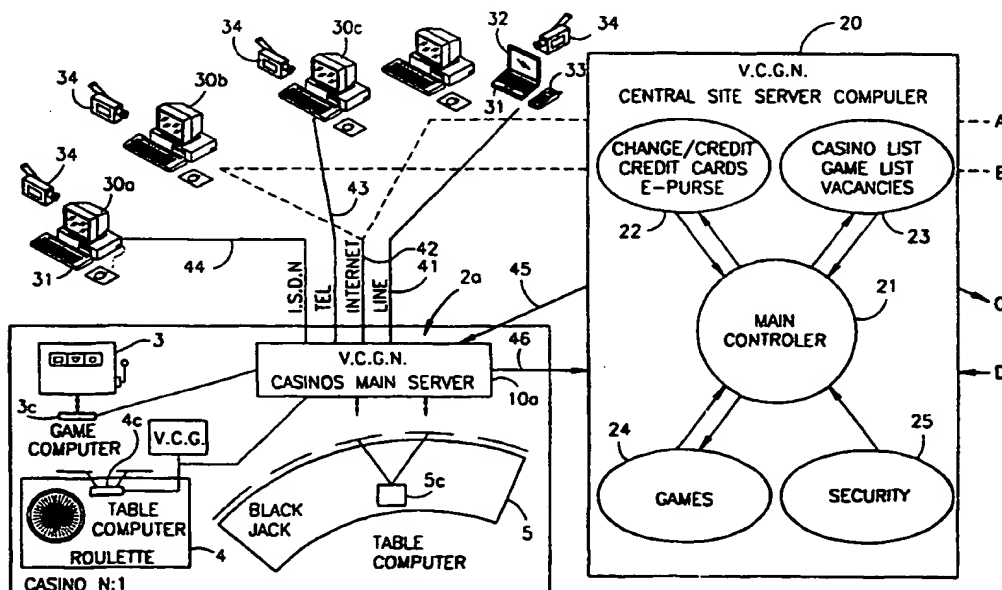 34
30c
32
34
20
34
33
V.C.G.N.
CENTRAL SITE SERVER COMPULER
30b
31
34
A
CHANGE/CREDIT
CREDIT CARDS
E-PURSE
CASINO LIST
GAME LIST
VACANCIES
34
30a
43
42
41
22
23
31
44
I.S.D.N
TEL
INTERNET
LINE
2a
45
21
MAIN
CONTROLER
V.C.G.N.
CASINOS MAIN SERVER
46
10a
3
3c
GAME
COMPUTER
4c
V.C.G.
24
25
GAMES
SECURITY
TABLE
COMPUTER
ROULETTE
4
BLACK
JACK
5c
5
TABLE
COMPUTER
CASINO N:1
D